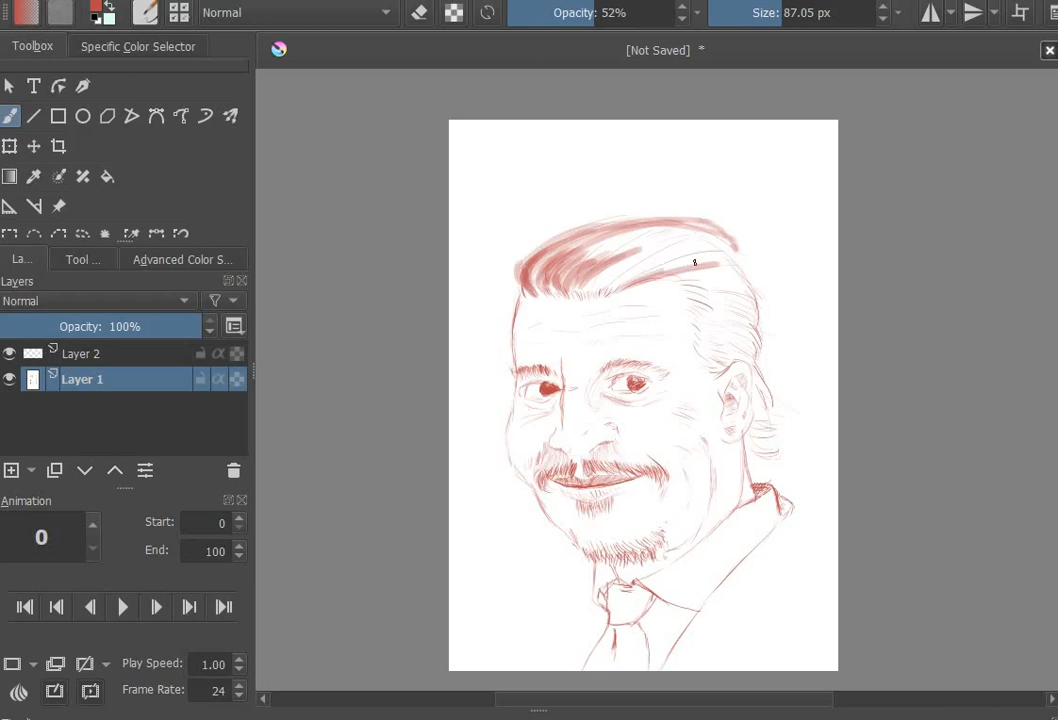 Normal
Opacity: 52%
Size: 87.05 px
Toolbox
Specific Color Selector
[Not Saved] *
La...
Tool ...
Advanced Color S...
Layers
Normal
Opacity: 100%
Layer 2
Layer 1
Animation
0
Start: 0
End: 100
Play Speed: 1.00
Frame Rate: 24